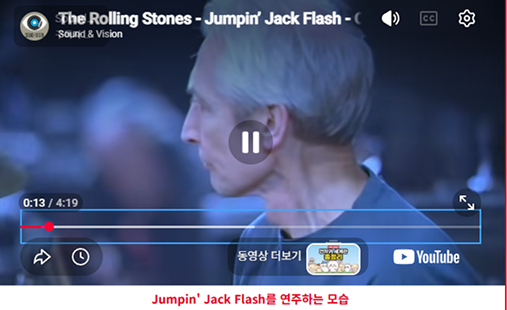 The Rolling Stones - Jumpin' Jack Flash -
Sound & Vision
CC
0:13 / 4:19
동영상 더보기
YouTube
Jumpin' Jack Flash를 연주하는 모습